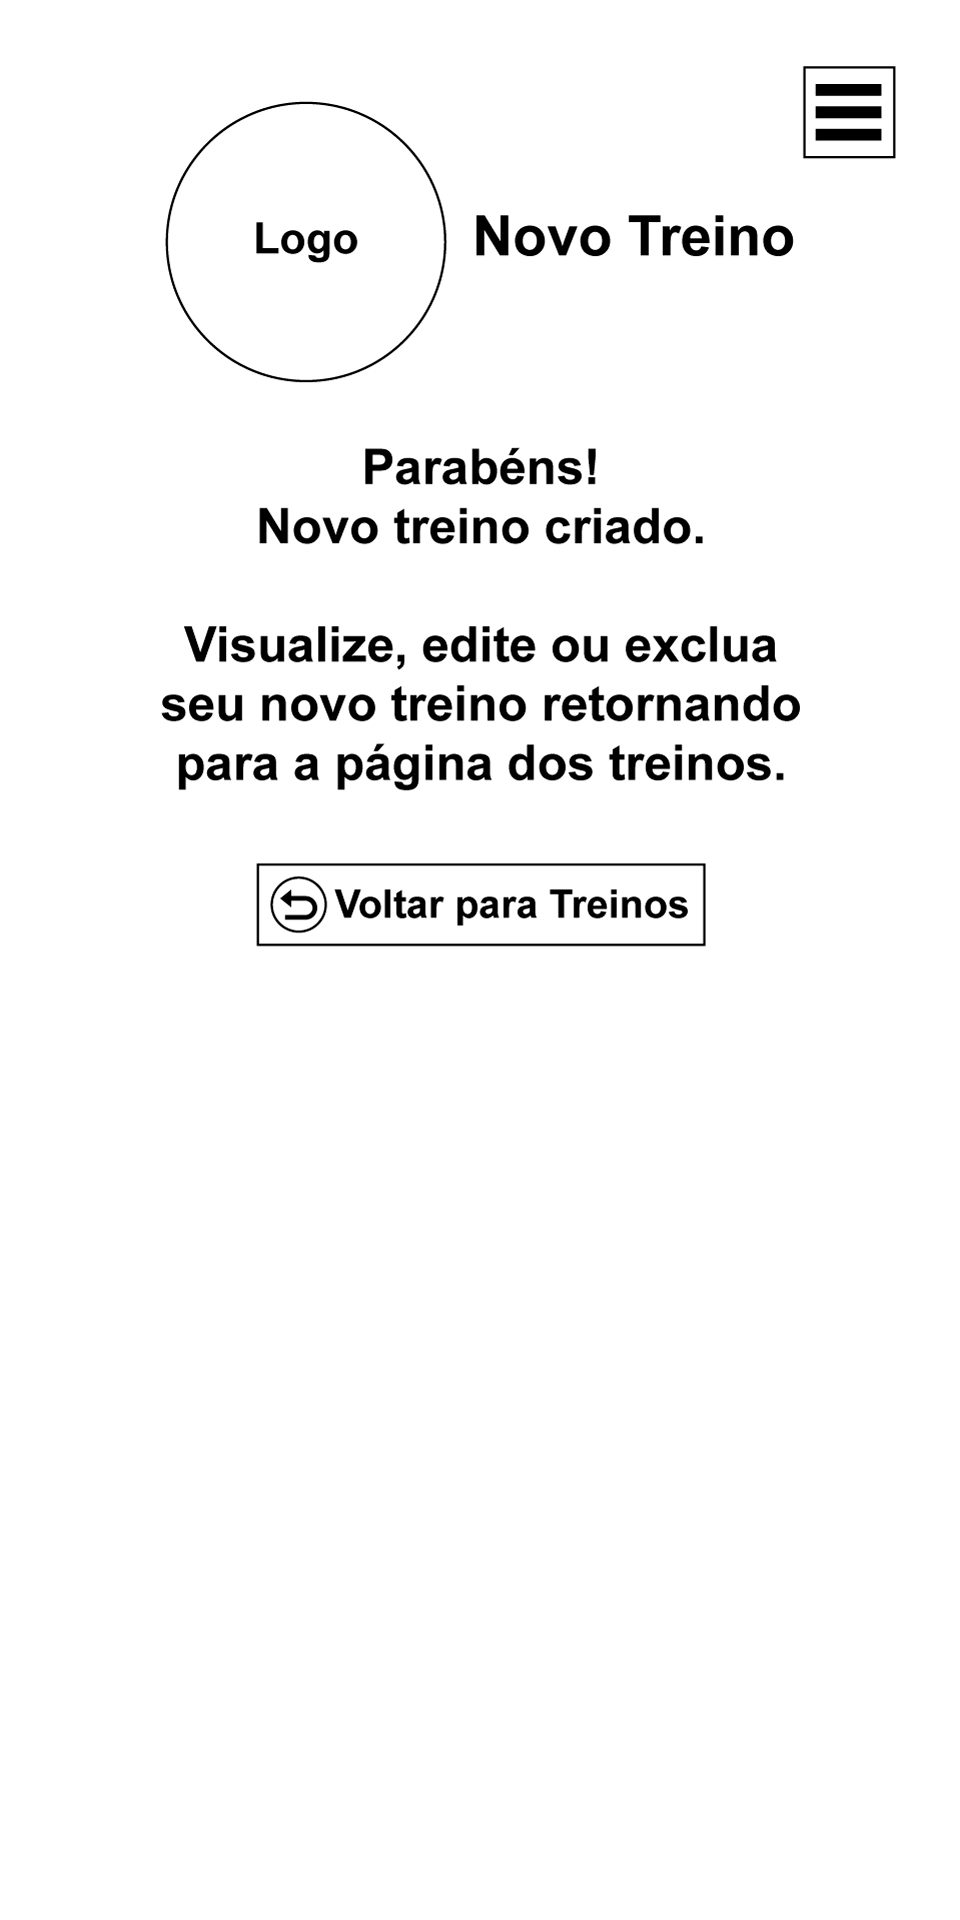 Logo
Novo Treino
Parabéns!
Novo treino criado.
Visualize, edite ou exclua
seu novo treino retornando
para a página dos treinos.
Voltar para Treinos